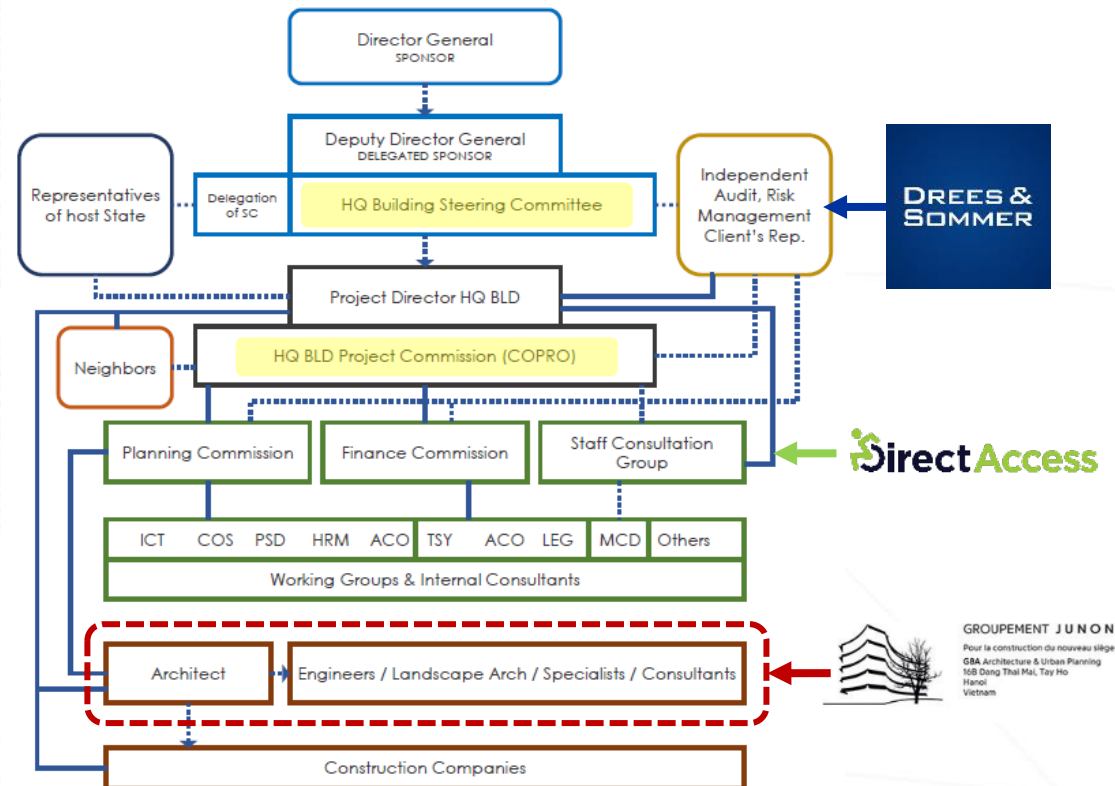 Director General
SPONSOR
Deputy Director General
DELEGATED SPONSOR
Representatives
of host State
Delegation
of SC
HQ Building Steering Committee
Independent
Audit, Risk
Management
Client's Rep.
DREES &
SOMMER
Project Director HQ BLD
Neighbors
HQ BLD Project Commission (COPRO)
Planning Commission
Finance Commission
Staff Consultation
Group
DirectAccess
ICT COS PSD HRM ACO TSY ACO LEG MCD Others
Working Groups & Internal Consultants
Architect
Engineers / Landscape Arch / Specialists / Consultants
GROUPEMENT JUNON
Pour la construction du nouveau siège
G8A Architecture & Urban Planning
16B Dang Thai Mai, Tay Ho
Hanoi
Vietnam
Construction Companies